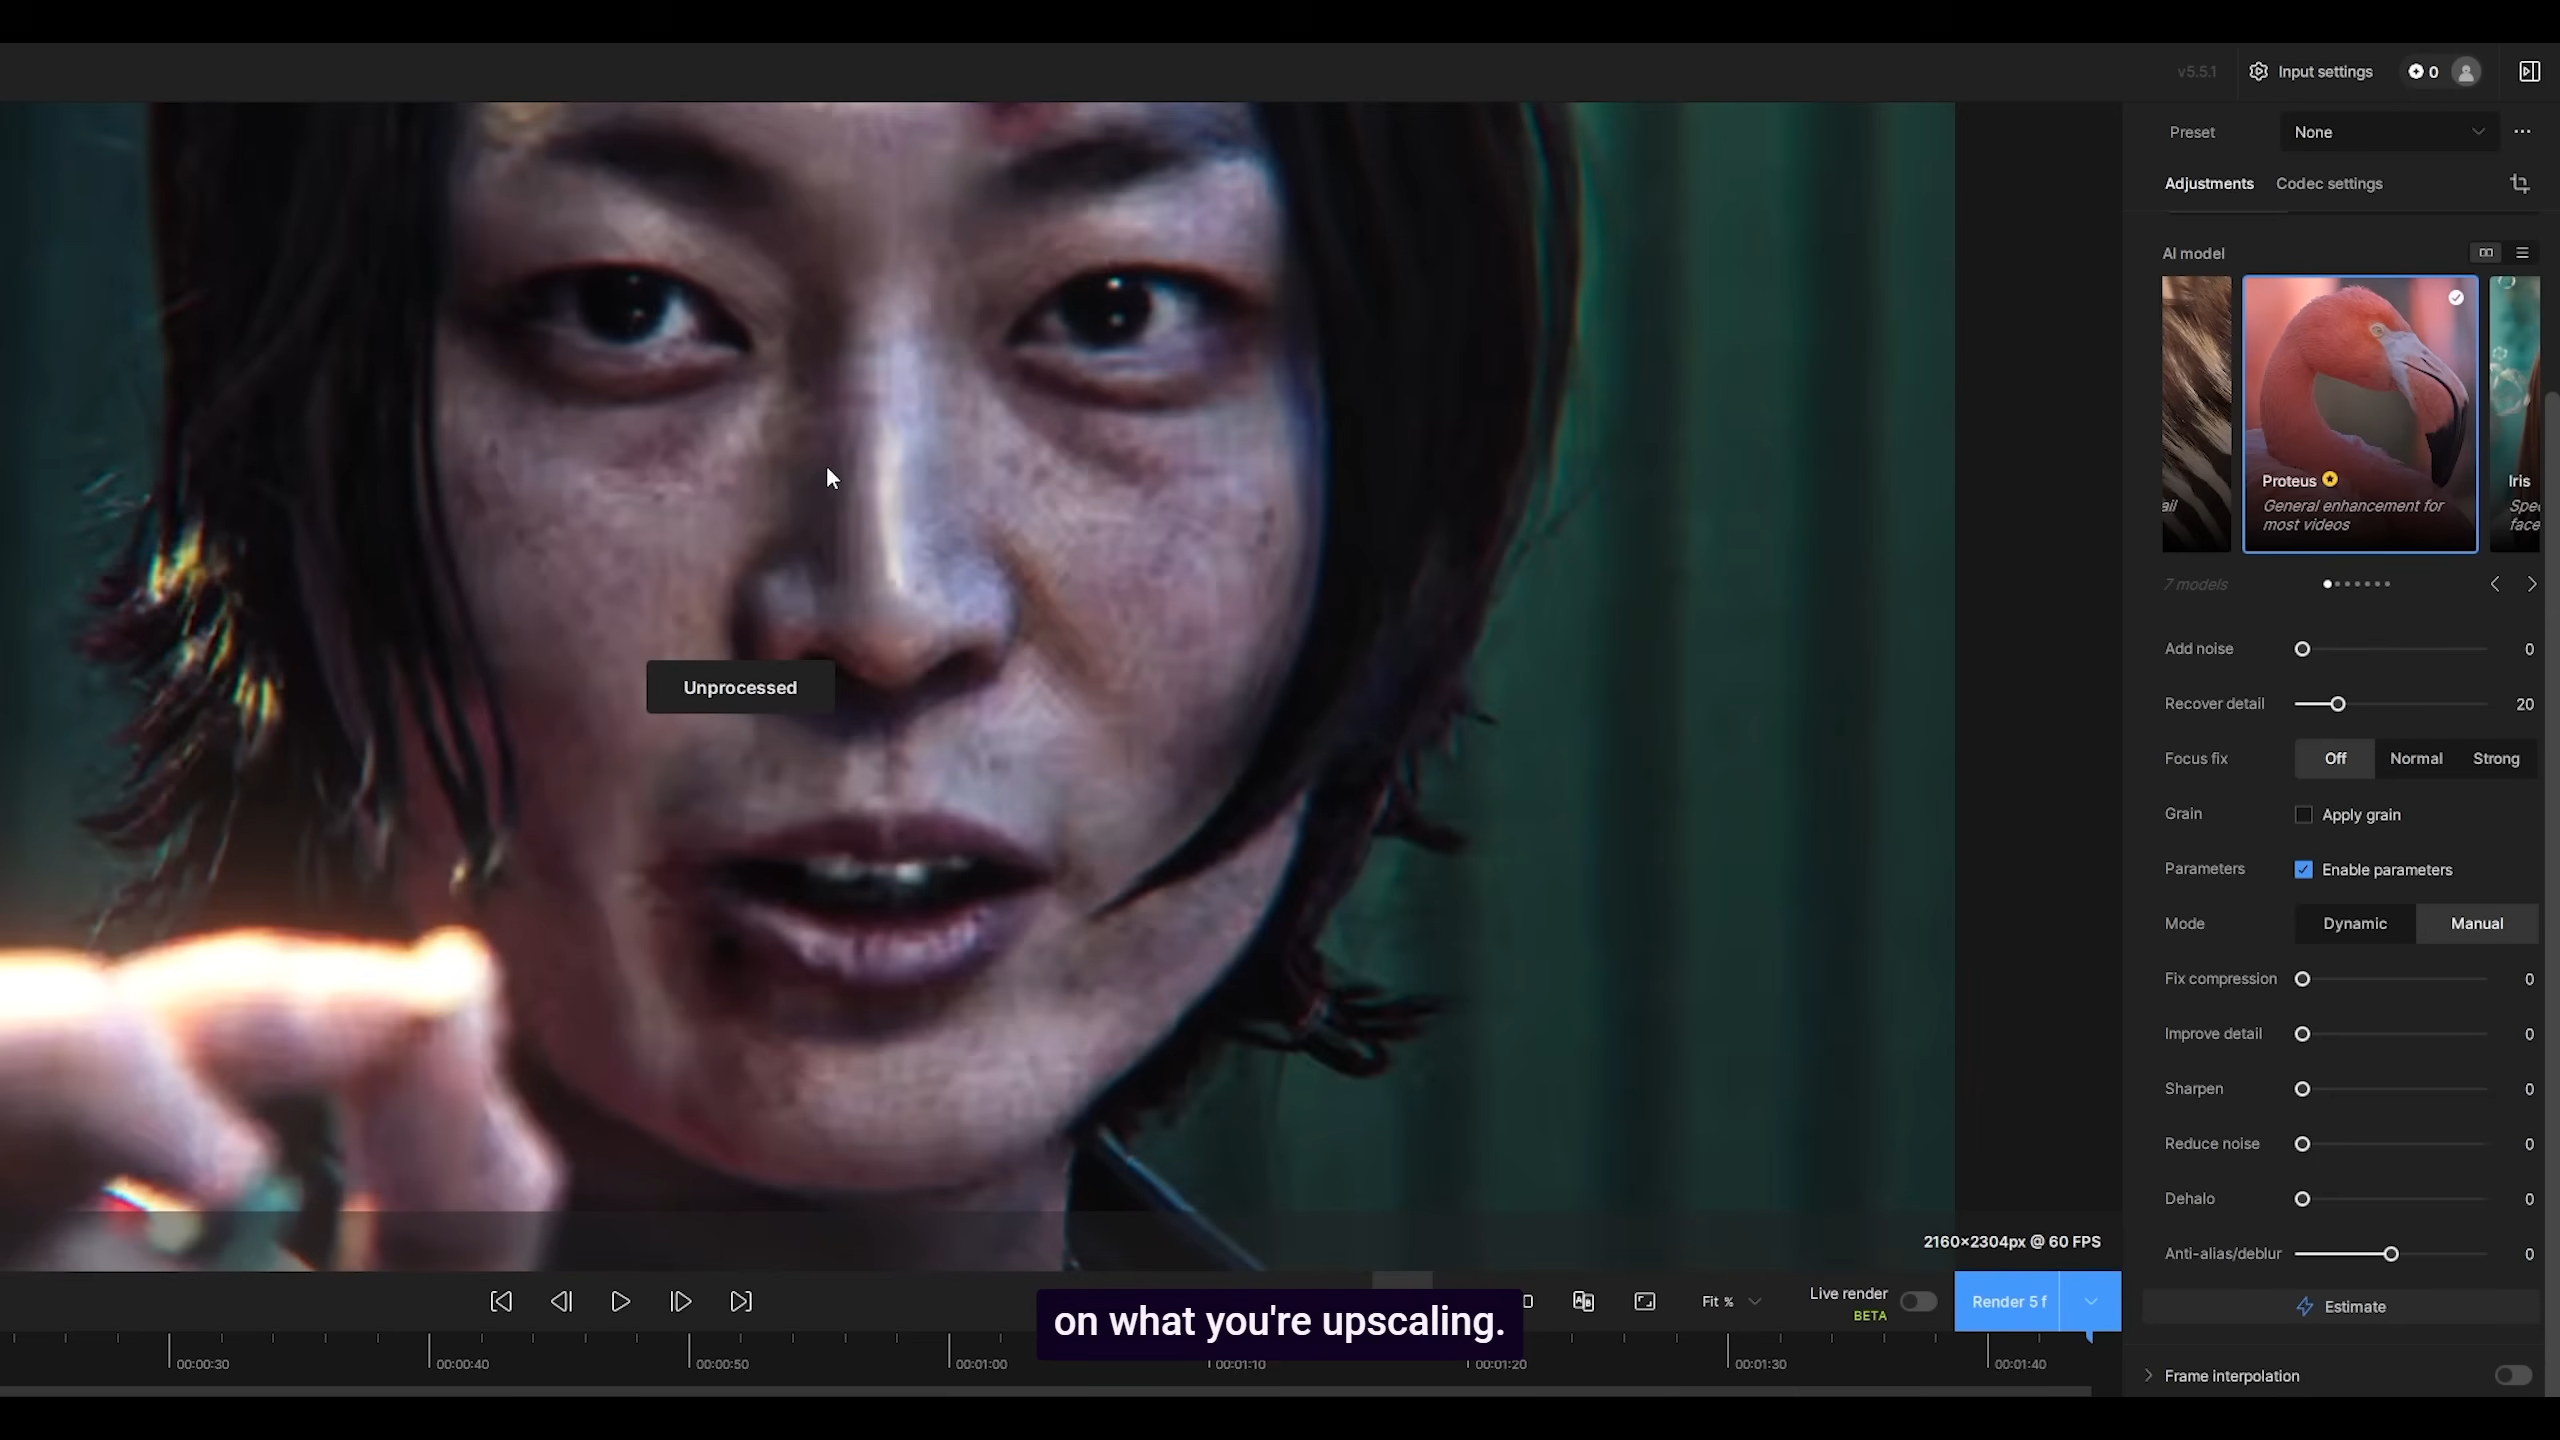 v5.5.1
Input settings
0
Preset
None
Adjustments
Codec settings
AI model
ail
Proteus
General enhancement for
most videos
Iris
Spe
face
7 models
Add noise
0
Recover detail
20
Focus fix
Off
Normal
Strong
Grain
Apply grain
Parameters
Enable parameters
Mode
Dynamic
Manual
Fix compression
0
Improve detail
0
Sharpen
0
Reduce noise
0
Dehalo
0
Anti-alias/deblur
0
Estimate
Frame interpolation
Unprocessed
2160×2304px @ 60 FPS
Fit %
Live render
BETA
Render 5 f
on what you're upscaling.
00:00:30
00:00:40
00:00:50
00:01:00
00:01:10
00:01:20
00:01:30
00:01:40